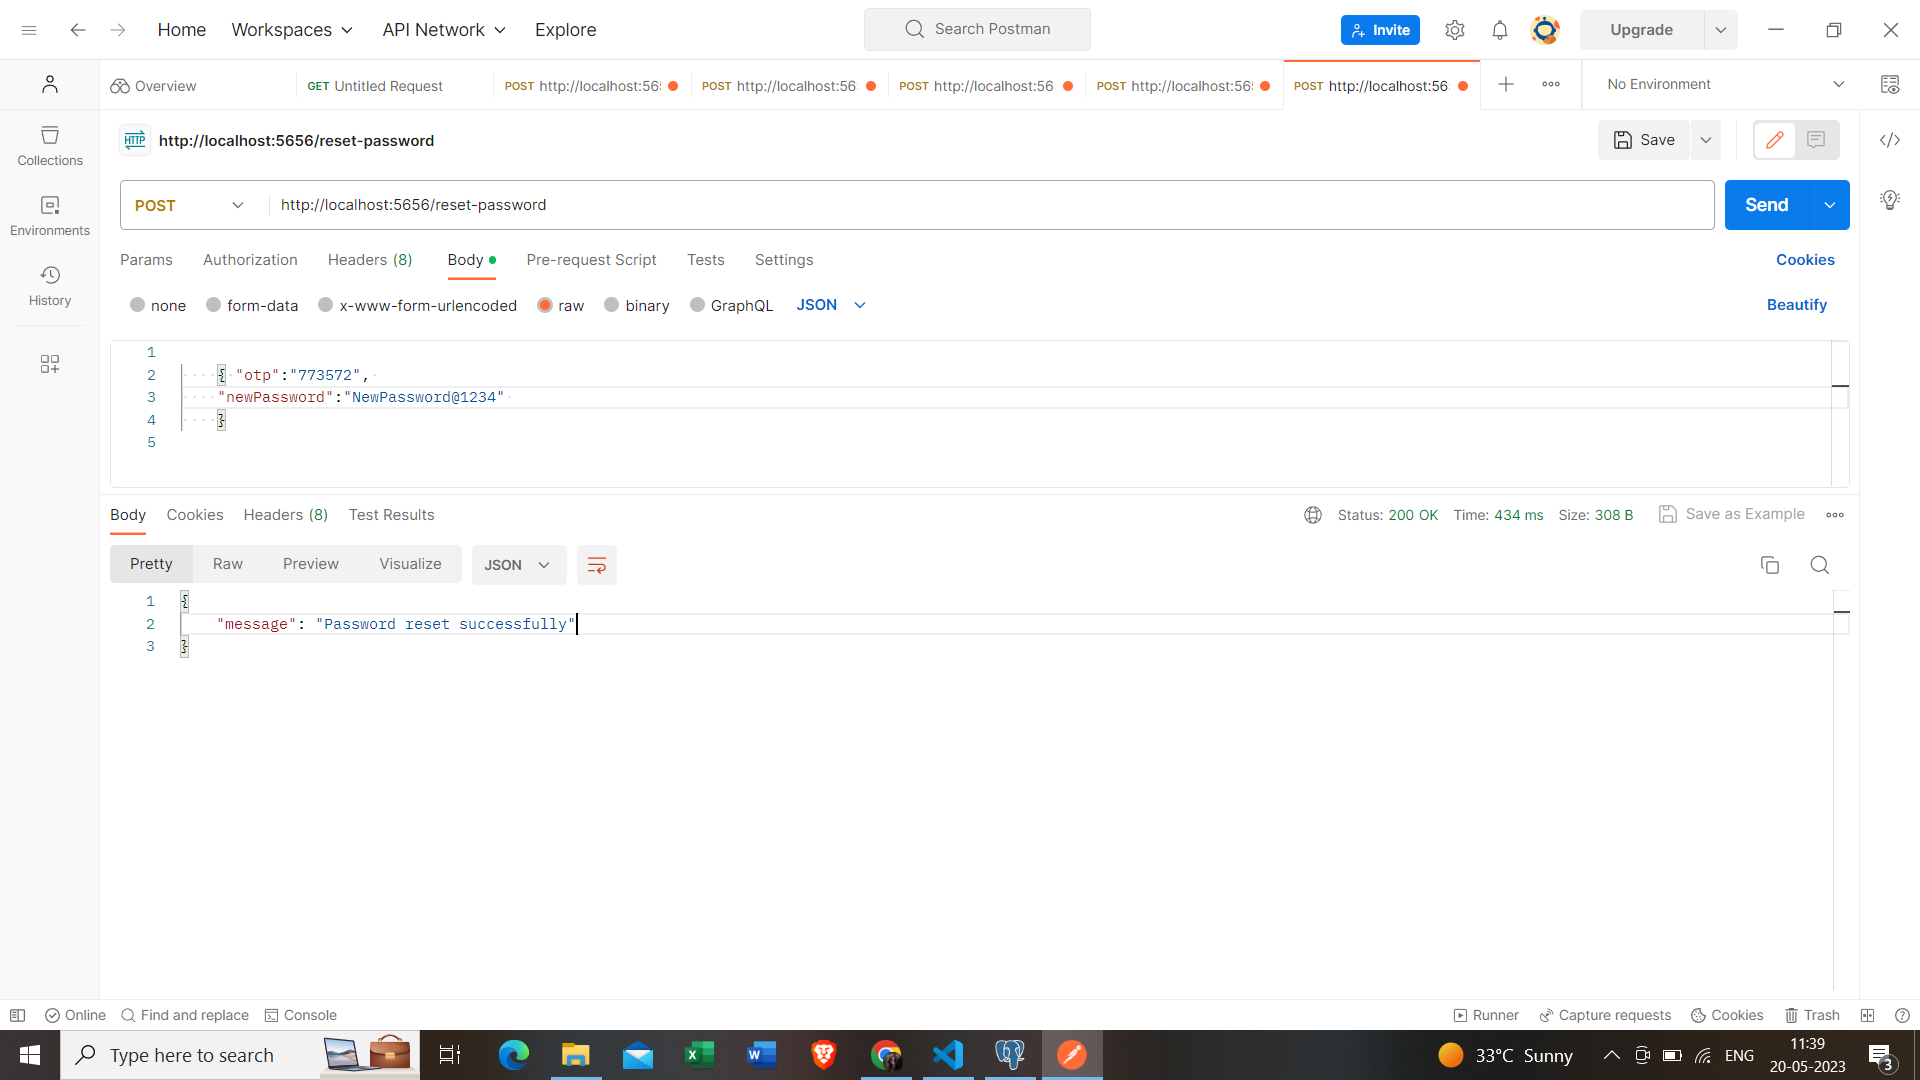 Home Workspaces API Network Explore Search Postman Invite Upgrade
Overview GET Untitled Request POST http://localhost:565 POST http://localhost:56 POST http://localhost:56 POST http://localhost:565 POST http://localhost:56 No Environment
HTTP http://localhost:5656/reset-password Save
Collections
POST http://localhost:5656/reset-password Send
Environments
Params Authorization Headers (8) Body Pre-request Script Tests Settings Cookies
History
none form-data x-www-form-urlencoded raw binary GraphQL JSON Beautify
1
2 { "otp":"773572",
3 "newPassword":"NewPassword@1234"
4 }
5
Body Cookies Headers (8) Test Results Status: 200 OK Time: 434 ms Size: 308 B Save as Example
Pretty Raw Preview Visualize JSON
1 {
2 "message": "Password reset successfully"
3 }
Online Find and replace Console Runner Capture requests Cookies Trash
Type here to search 33°C Sunny ENG 11:39
20-05-2023 3